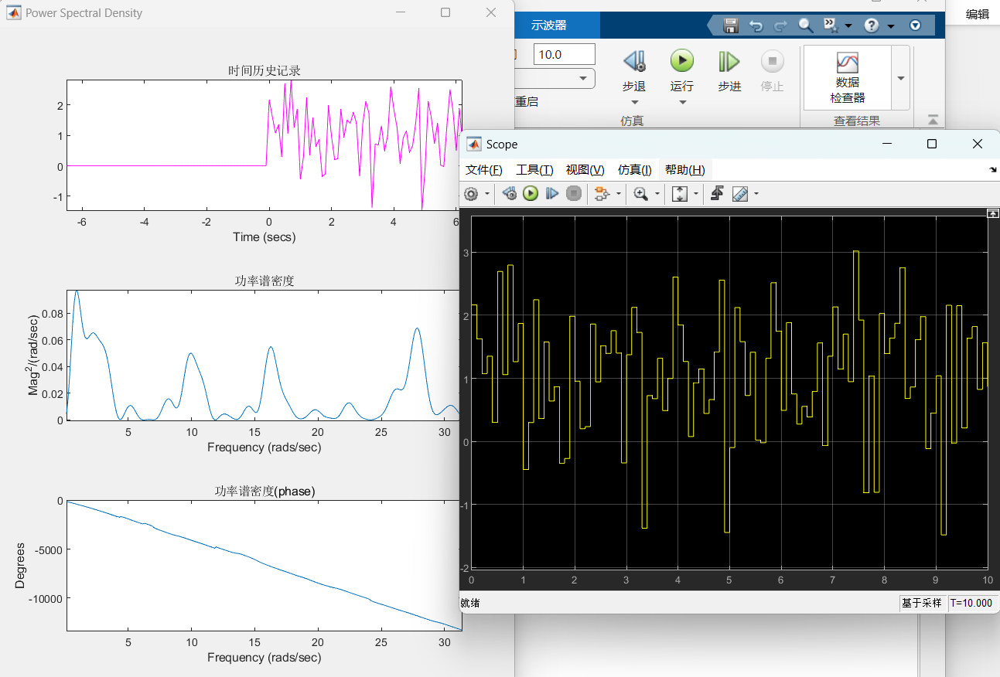 Power Spectral Density
时间历史记录
2
1
0
-1
-6
-4
-2
0
2
4
6
Time (secs)
功率谱密度
0.08
0.06
0.04
0.02
0
Mag²/(rad/sec)
5
10
15
20
25
30
Frequency (rads/sec)
功率谱密度(phase)
0
-5000
-10000
Degrees
5
10
15
20
25
30
Frequency (rads/sec)
示波器
编辑
10.0
重启
步退
运行
步进
停止
仿真
数据
检查器
查看结果
Scope
文件(F) 工具(T) 视图(V) 仿真(I) 帮助(H)
3
2
1
0
-1
-2
0
1
2
3
4
5
6
7
8
9
10
就绪
基于采样
T=10.000